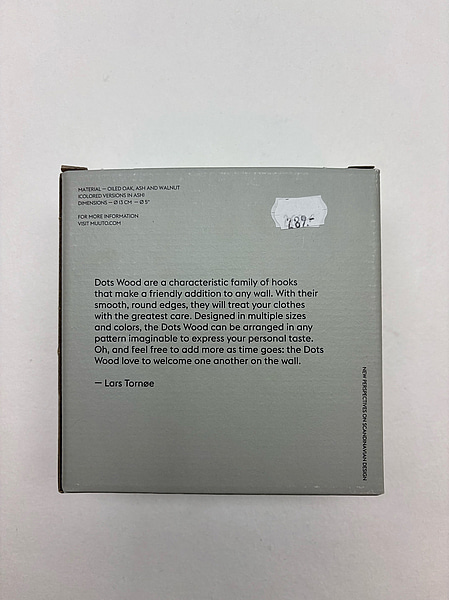 MATERIAL — OILED OAK, ASH AND WALNUT
(COLORED VERSIONS IN ASH)
DIMENSIONS — Ø 13 CM — Ø 5"
FOR MORE INFORMATION
VISIT MUUTO.COM
289.-
Dots Wood are a characteristic family of hooks
that make a friendly addition to any wall. With their
smooth, round edges, they will treat your clothes
with the greatest care. Designed in multiple sizes
and colors, the Dots Wood can be arranged in any
pattern imaginable to express your personal taste.
Oh, and feel free to add more as time goes: the Dots
Wood love to welcome one another on the wall.
— Lars Tornøe
NEW PERSPECTIVES ON SCANDINAVIAN DESIGN